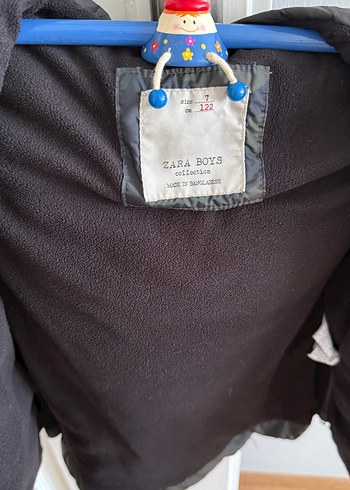 size 7
cm 122
ZARA BOYS
collection
MADE IN BANGLADESH